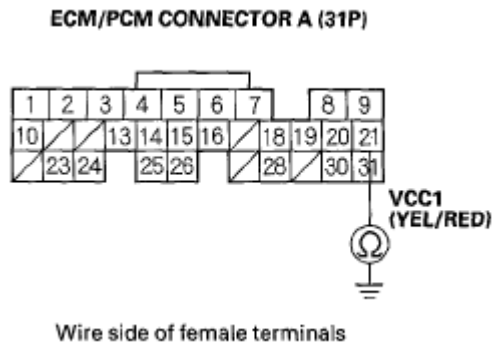 ECM/PCM CONNECTOR A (31P)
1 2 3 4 5 6 7 8 9
10 13 14 15 16 18 19 20 21
23 24 25 26 28 30 31
VCC1
(YEL/RED)
Ω
Wire side of female terminals